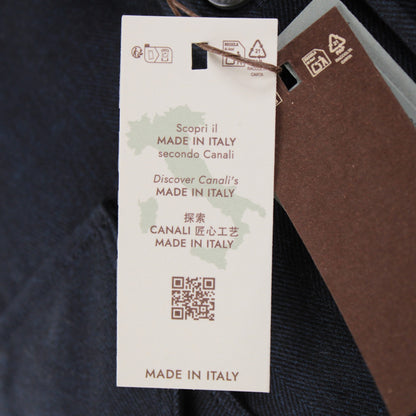 Scopri il
MADE IN ITALY
secondo Canali
Discover Canali's
MADE IN ITALY
探索
CANALI 匠心工艺
MADE IN ITALY
MADE IN ITALY